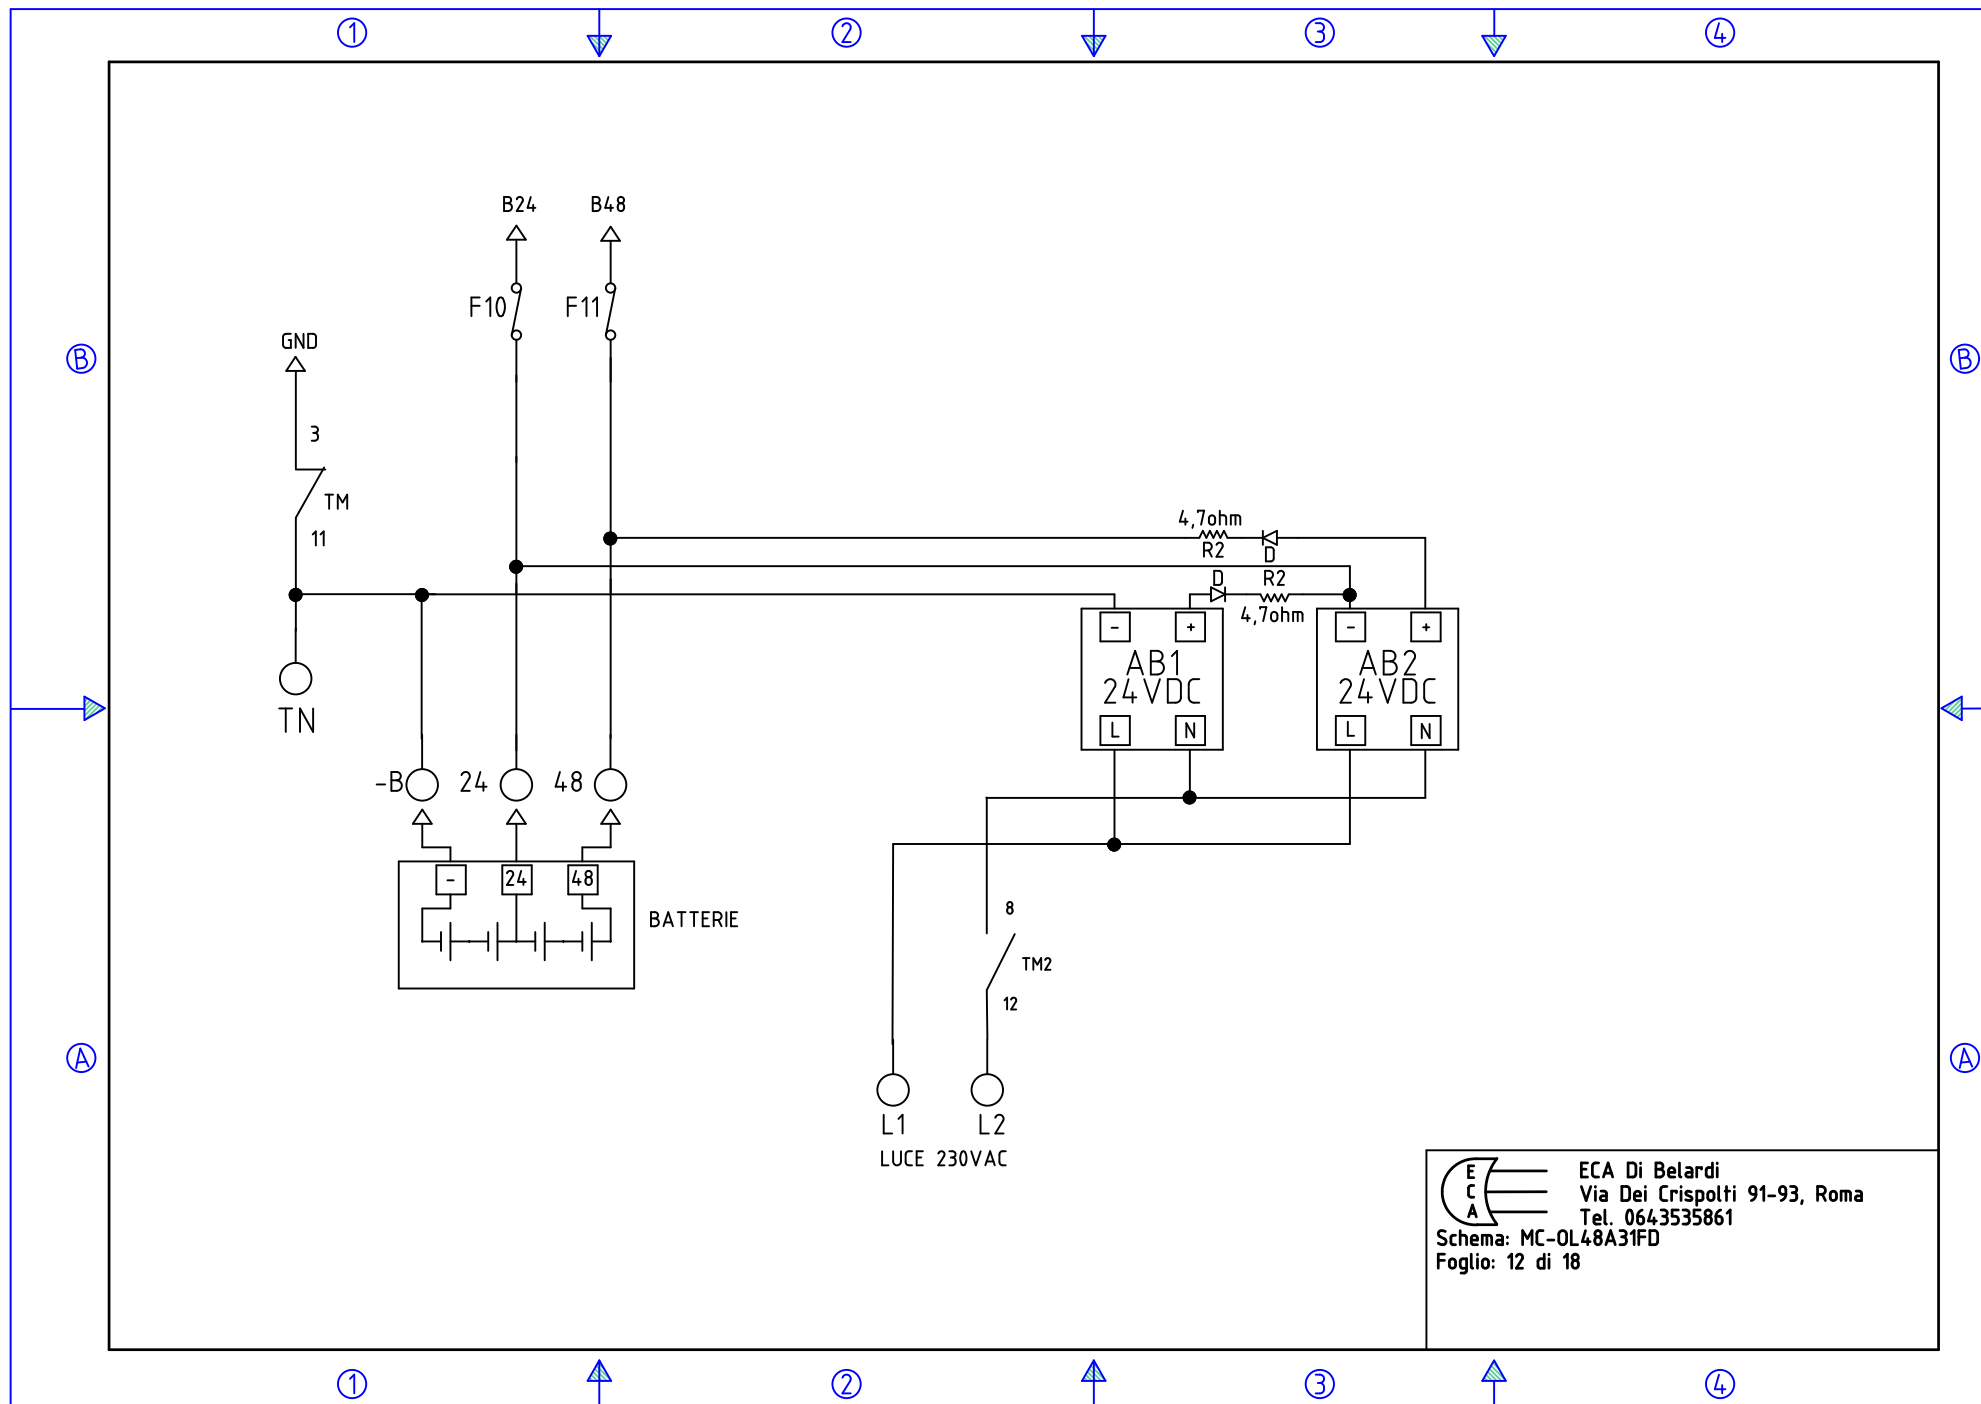 1 2 3 4
B24 B48
F10 F11
GND
B B
3
TM
11
4,7ohm
R2 D
D R2
4,7ohm
- + - +
AB1 AB2
24VDC 24VDC
L N L N
TN
-B 24 48
- 24 48
BATTERIE
8
TM2
12
A A
L1 L2
LUCE 230VAC
E
C
A
ECA Di Belardi
Via Dei Crispolti 91-93, Roma
Tel. 0643535861
Schema: MC-OL48A31FD
Foglio: 12 di 18
1 2 3 4